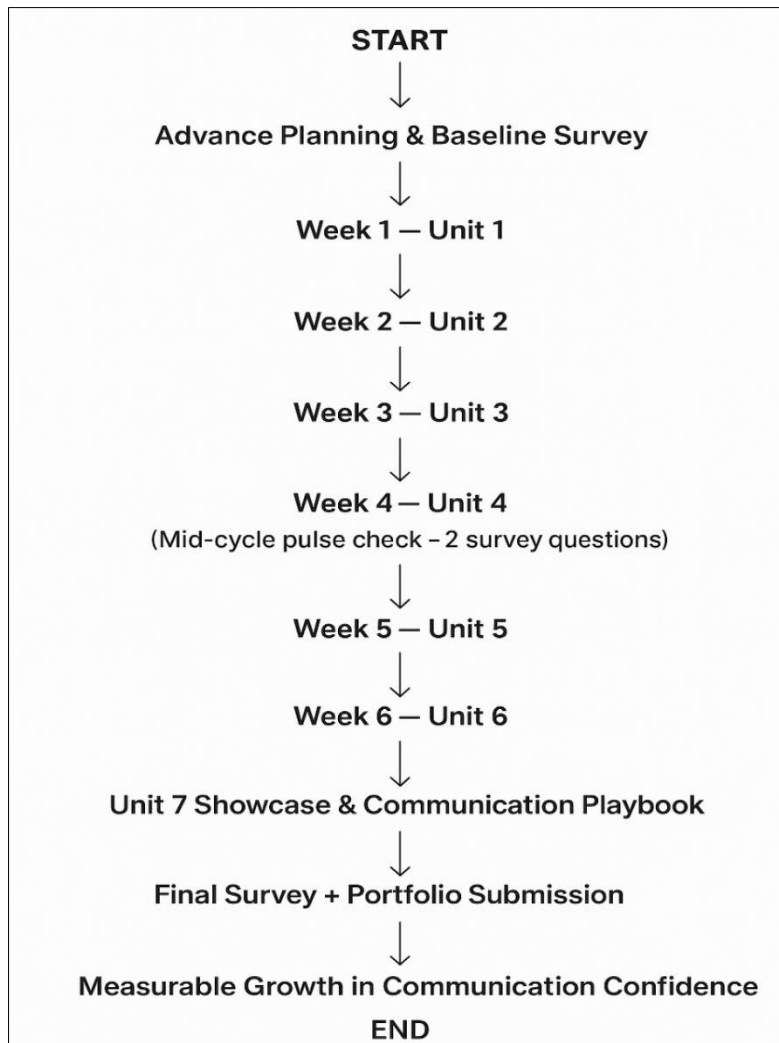 START
Advance Planning & Baseline Survey
Week 1 — Unit 1
Week 2 — Unit 2
Week 3 — Unit 3
Week 4 — Unit 4
(Mid-cycle pulse check – 2 survey questions)
Week 5 — Unit 5
Week 6 — Unit 6
Unit 7 Showcase & Communication Playbook
Final Survey + Portfolio Submission
Measurable Growth in Communication Confidence
END